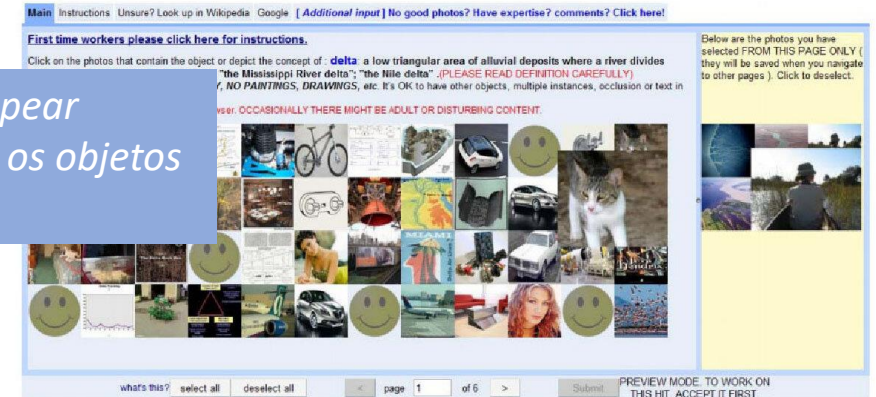 Main Instructions Unsure? Look up in Wikipedia Google [ Additional input ] No good photos? Have expertise? comments? Click here!
First time workers please click here for instructions.
Click on the photos that contain the object or depict the concept of : delta: a low triangular area of alluvial deposits where a river divides
"the Mississippi River delta"; "the Nile delta" .(PLEASE READ DEFINITION CAREFULLY)
, NO PAINTINGS, DRAWINGS, etc. It's OK to have other objects, multiple instances, occlusion or text in
. OCCASIONALLY THERE MIGHT BE ADULT OR DISTURBING CONTENT.
pear
os objetos
Below are the photos you have
selected FROM THIS PAGE ONLY (
they will be saved when you navigate
to other pages ). Click to deselect.
MIAMI
what's this? select all deselect all < page 1 of 6 > Submit
PREVIEW MODE. TO WORK ON
THIS HIT, ACCEPT IT FIRST